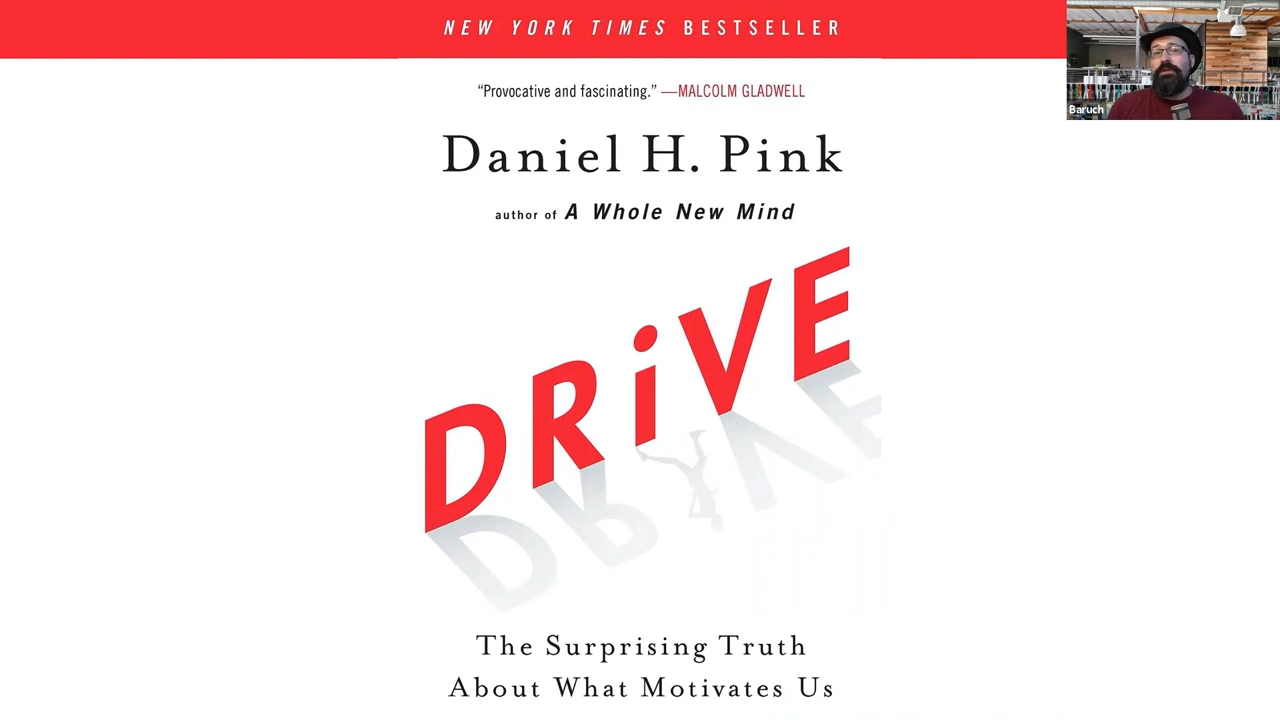 NEW YORK TIMES BESTSELLER
“Provocative and fascinating.” —MALCOLM GLADWELL
Daniel H. Pink
author of A Whole New Mind
DRiVE
The Surprising Truth
About What Motivates Us
Baruch